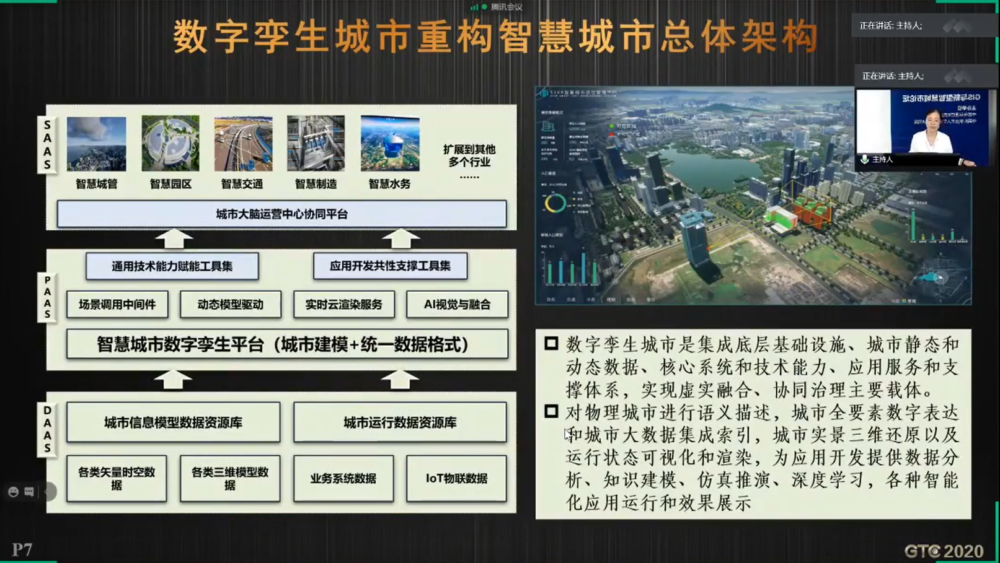 腾讯会议
数字孪生城市重构智慧城市总体架构
正在讲话: 主持人;
正在讲话: 主持人;
GIS与新型智慧城市论坛
主持人
SAAS
智慧城管
智慧园区
智慧交通
智慧制造
智慧水务
扩展到其他
多个行业
......
城市大脑运营中心协同平台
PAAS
通用技术能力赋能工具集
应用开发共性支撑工具集
场景调用中间件
动态模型驱动
实时云渲染服务
AI视觉与融合
智慧城市数字孪生平台（城市建模+统一数据格式）
DAAS
城市信息模型数据资源库
城市运行数据资源库
各类矢量时空数
据
各类三维模型数
据
业务系统数据
IoT物联数据
数字孪生城市是集成底层基础设施、城市静态和
动态数据、核心系统和技术能力、应用服务和支
撑体系，实现虚实融合、协同治理主要载体。
对物理城市进行语义描述，城市全要素数字表达
和城市大数据集成索引，城市实景三维还原以及
运行状态可视化和渲染，为应用开发提供数据分
析、知识建模、仿真推演、深度学习，各种智能
化应用运行和效果展示
P7
GTC 2020